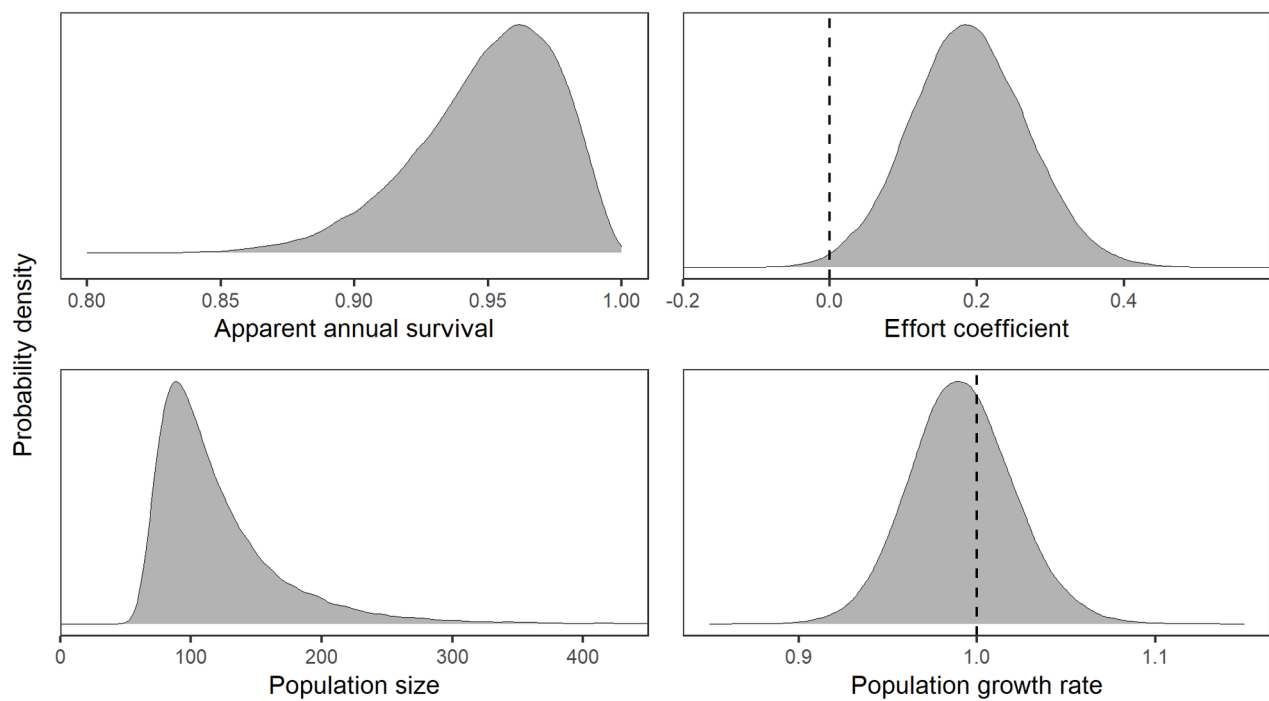 Probability density
0.80 0.85 0.90 0.95 1.00
Apparent annual survival
-0.2 0.0 0.2 0.4
Effort coefficient
0 100 200 300 400
Population size
0.9 1.0 1.1
Population growth rate